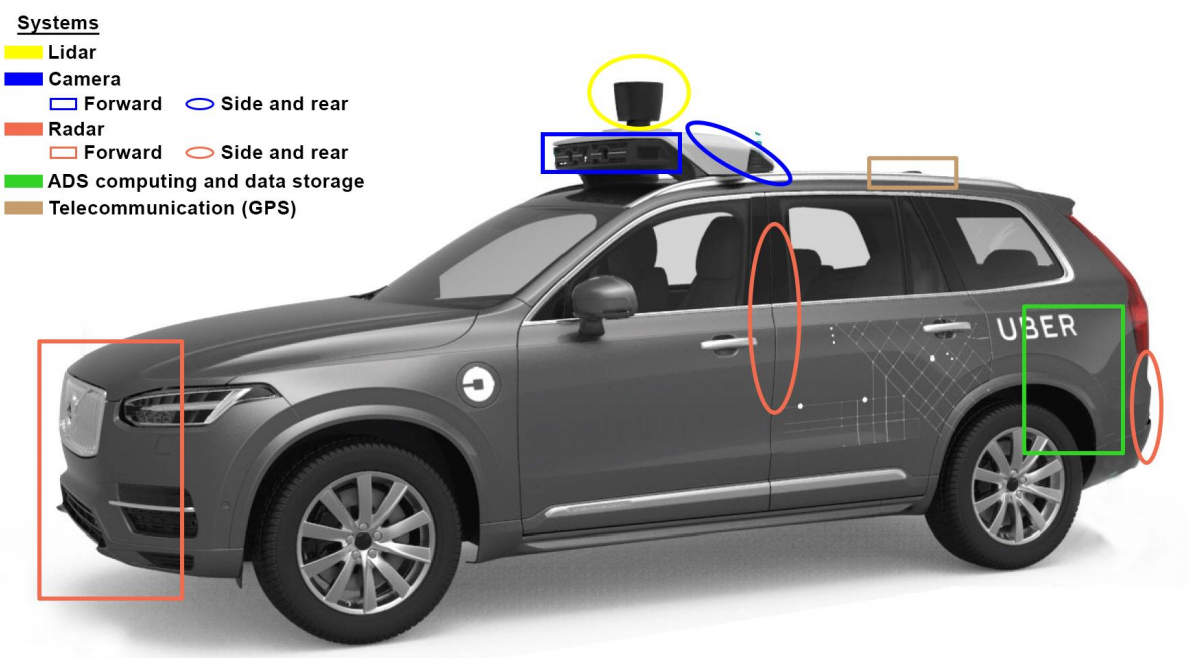 Systems
Lidar
Camera
Forward Side and rear
Radar
Forward Side and rear
ADS computing and data storage
Telecommunication (GPS)
UBER